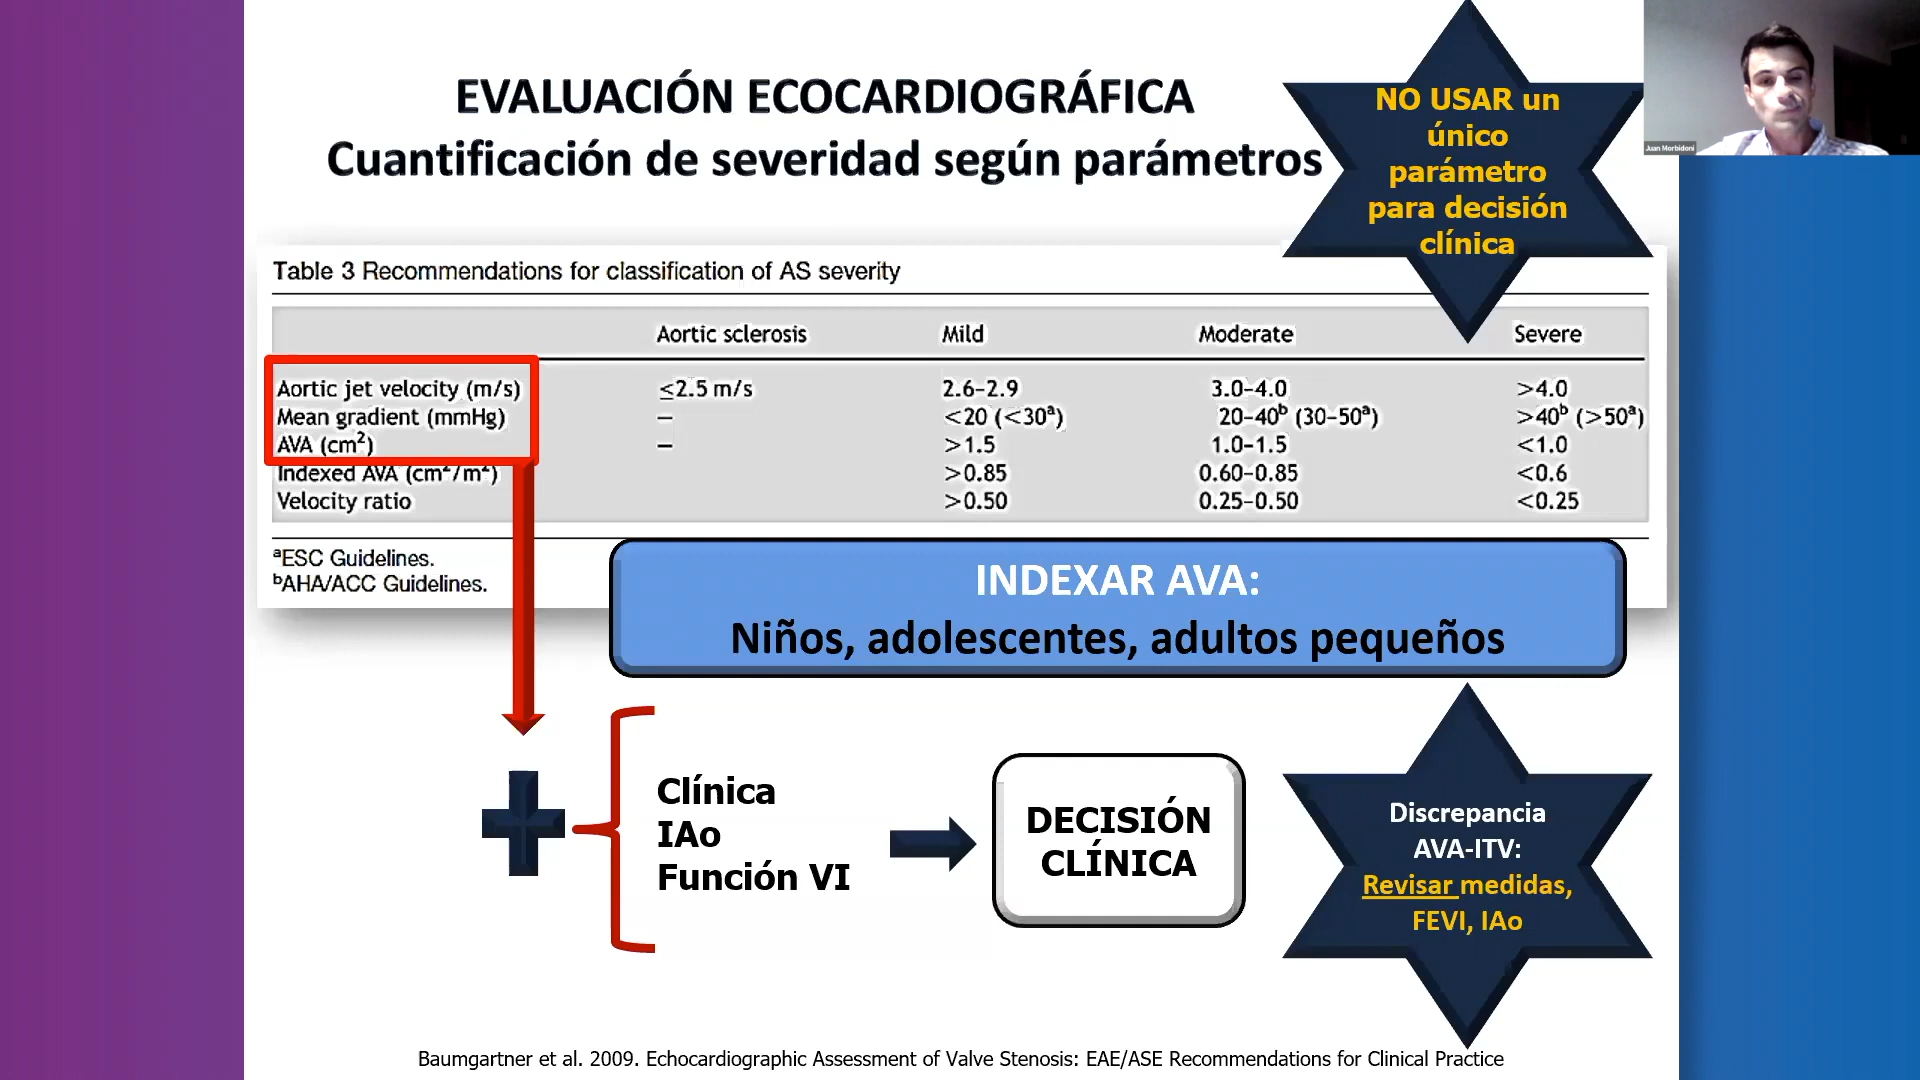 EVALUACIÓN ECOCARDIOGRÁFICA
Cuantificación de severidad según parámetros
NO USAR un
único
parámetro
para decisión
clínica
Juan Morbidoni
Table 3 Recommendations for classification of AS severity
Aortic sclerosis Mild Moderate Severe
Aortic jet velocity (m/s) ≤2.5 m/s 2.6–2.9 3.0–4.0 >4.0
Mean gradient (mmHg) – <20 (<30ᵃ) 20–40ᵇ (30–50ᵃ) >40ᵇ (>50ᵃ)
AVA (cm²) – >1.5 1.0–1.5 <1.0
Indexed AVA (cm²/m²) >0.85 0.60–0.85 <0.6
Velocity ratio >0.50 0.25–0.50 <0.25
ᵃESC Guidelines.
ᵇAHA/ACC Guidelines.
INDEXAR AVA:
Niños, adolescentes, adultos pequeños
Clínica
IAo
Función VI
DECISIÓN
CLÍNICA
Discrepancia
AVA-ITV:
Revisar medidas,
FEVI, IAo
Baumgartner et al. 2009. Echocardiographic Assessment of Valve Stenosis: EAE/ASE Recommendations for Clinical Practice